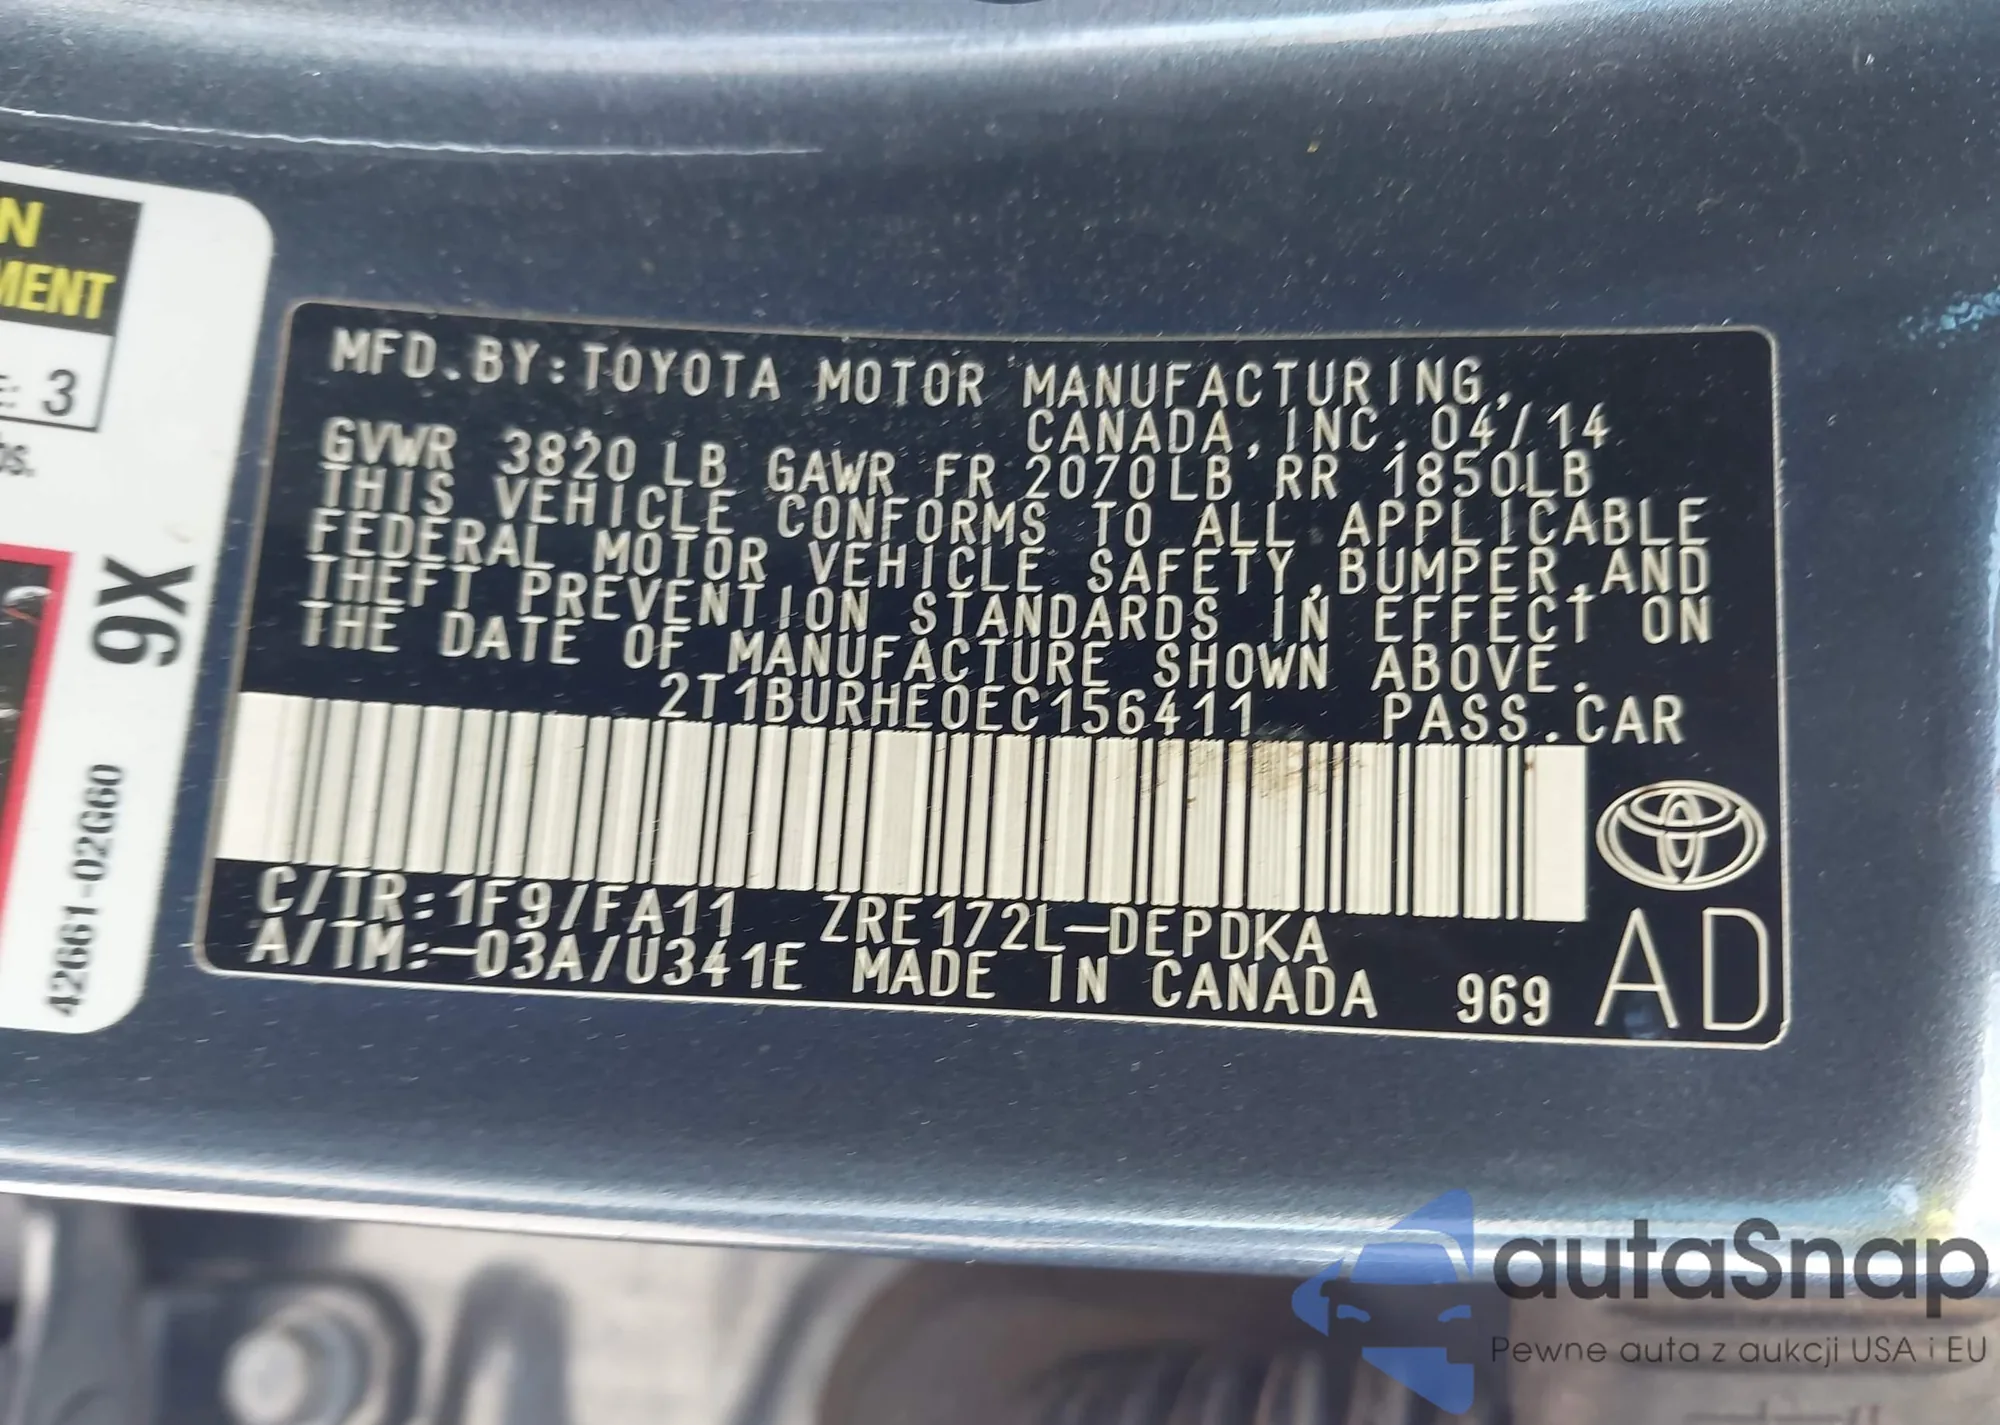 N
MENT
E: 3
bs.
9X
42661-02G60
MFD.BY:TOYOTA MOTOR MANUFACTURING,
CANADA,INC. 04/14
GVWR 3820 LB GAWR FR 2070LB RR 1850LB
THIS VEHICLE CONFORMS TO ALL APPLICABLE
FEDERAL MOTOR VEHICLE SAFETY,BUMPER,AND
THEFT PREVENTION STANDARDS IN EFFECT ON
THE DATE OF MANUFACTURE SHOWN ABOVE.
2T1BURHE0EC156411 PASS.CAR
C/TR:1F9/FA11 ZRE172L-DEPDKA
A/TM:-03A/U341E MADE IN CANADA 969
AD
autaSnap
Pewne auta z aukcji USA i EU